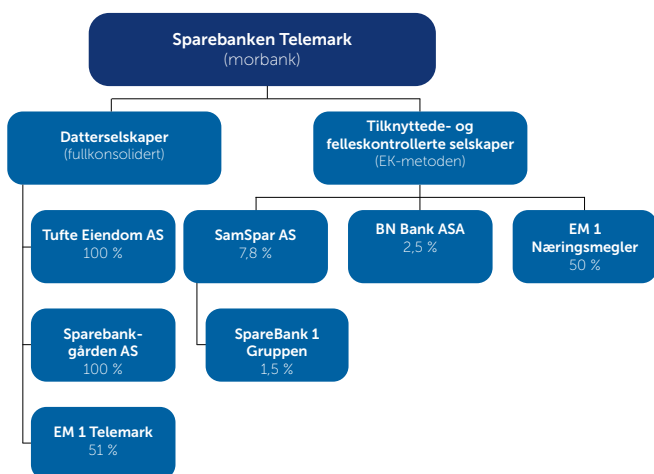 Sparebanken Telemark
(morbank)
Datterselskaper
(fullkonsolidert)
Tilknyttede- og
felleskontrollerte selskaper
(EK-metoden)
Tufte Eiendom AS
100 %
SamSpar AS
7,8 %
BN Bank ASA
2,5 %
EM 1
Næringsmegler
50 %
Sparebank-
gården AS
100 %
SpareBank 1
Gruppen
1,5 %
EM 1 Telemark
51 %